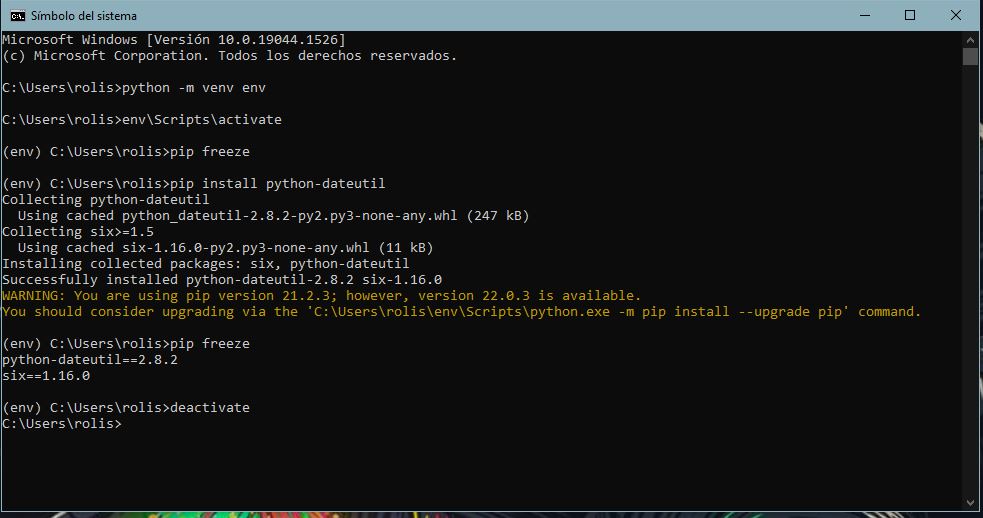 Símbolo del sistema
Microsoft Windows [Versión 10.0.19044.1526]
(c) Microsoft Corporation. Todos los derechos reservados.
C:\Users\rolis>python -m venv env
C:\Users\rolis>env\Scripts\activate
(env) C:\Users\rolis>pip freeze
(env) C:\Users\rolis>pip install python-dateutil
Collecting python-dateutil
  Using cached python_dateutil-2.8.2-py2.py3-none-any.whl (247 kB)
Collecting six>=1.5
  Using cached six-1.16.0-py2.py3-none-any.whl (11 kB)
Installing collected packages: six, python-dateutil
Successfully installed python-dateutil-2.8.2 six-1.16.0
WARNING: You are using pip version 21.2.3; however, version 22.0.3 is available.
You should consider upgrading via the 'C:\Users\rolis\env\Scripts\python.exe -m pip install --upgrade pip' command.
(env) C:\Users\rolis>pip freeze
python-dateutil==2.8.2
six==1.16.0
(env) C:\Users\rolis>deactivate
C:\Users\rolis>